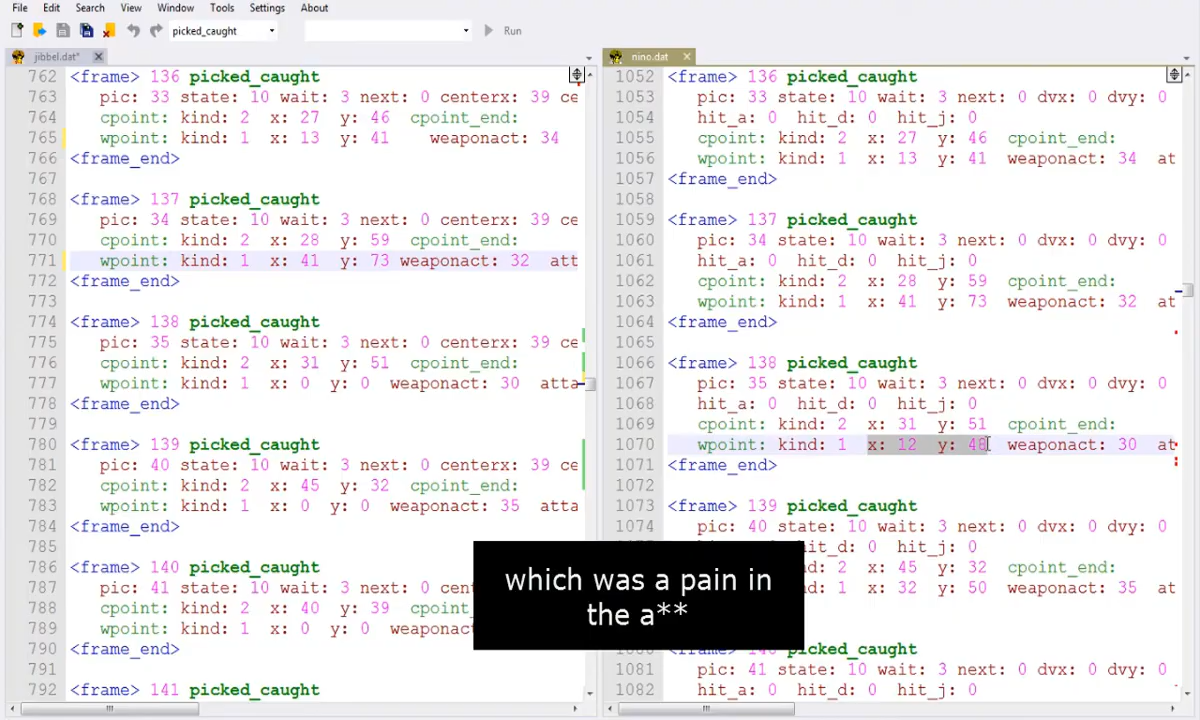 File Edit Search View Window Tools Settings About
picked_caught Run
jibbel.dat*
762 <frame> 136 picked_caught
763 pic: 33 state: 10 wait: 3 next: 0 centerx: 39 ce
764 cpoint: kind: 2 x: 27 y: 46 cpoint_end:
765 wpoint: kind: 1 x: 13 y: 41 weaponact: 34
766 <frame_end>
767
768 <frame> 137 picked_caught
769 pic: 34 state: 10 wait: 3 next: 0 centerx: 39 ce
770 cpoint: kind: 2 x: 28 y: 59 cpoint_end:
771 wpoint: kind: 1 x: 41 y: 73 weaponact: 32 att
772 <frame_end>
773
774 <frame> 138 picked_caught
775 pic: 35 state: 10 wait: 3 next: 0 centerx: 39 ce
776 cpoint: kind: 2 x: 31 y: 51 cpoint_end:
777 wpoint: kind: 1 x: 0 y: 0 weaponact: 30 atta
778 <frame_end>
779
780 <frame> 139 picked_caught
781 pic: 40 state: 10 wait: 3 next: 0 centerx: 39 ce
782 cpoint: kind: 2 x: 45 y: 32 cpoint_end:
783 wpoint: kind: 1 x: 0 y: 0 weaponact: 35 atta
784 <frame_end>
785
786 <frame> 140 picked_caught
787 pic: 41 state: 10 wait: 3 next: 0 cent
788 cpoint: kind: 2 x: 40 y: 39 cpoint
789 wpoint: kind: 1 x: 0 y: 0 weaponac
790 <frame_end>
791
792 <frame> 141 picked_caught
nino.dat
1052 <frame> 136 picked_caught
1053 pic: 33 state: 10 wait: 3 next: 0 dvx: 0 dvy: 0
1054 hit_a: 0 hit_d: 0 hit_j: 0
1055 cpoint: kind: 2 x: 27 y: 46 cpoint_end:
1056 wpoint: kind: 1 x: 13 y: 41 weaponact: 34 at
1057 <frame_end>
1058
1059 <frame> 137 picked_caught
1060 pic: 34 state: 10 wait: 3 next: 0 dvx: 0 dvy: 0
1061 hit_a: 0 hit_d: 0 hit_j: 0
1062 cpoint: kind: 2 x: 28 y: 59 cpoint_end:
1063 wpoint: kind: 1 x: 41 y: 73 weaponact: 32 at
1064 <frame_end>
1065
1066 <frame> 138 picked_caught
1067 pic: 35 state: 10 wait: 3 next: 0 dvx: 0 dvy: 0
1068 hit_a: 0 hit_d: 0 hit_j: 0
1069 cpoint: kind: 2 x: 31 y: 51 cpoint_end:
1070 wpoint: kind: 1 x: 12 y: 48 weaponact: 30 at
1071 <frame_end>
1072
1073 <frame> 139 picked_caught
1074 pic: 40 state: 10 wait: 3 next: 0 dvx: 0 dvy: 0
hit_d: 0 hit_j: 0
kind: 2 x: 45 y: 32 cpoint_end:
kind: 1 x: 32 y: 50 weaponact: 35 at
picked_caught
1081 pic: 41 state: 10 wait: 3 next: 0 dvx: 0 dvy: 0
1082 hit_a: 0 hit_d: 0 hit_j: 0
which was a pain in
the a**